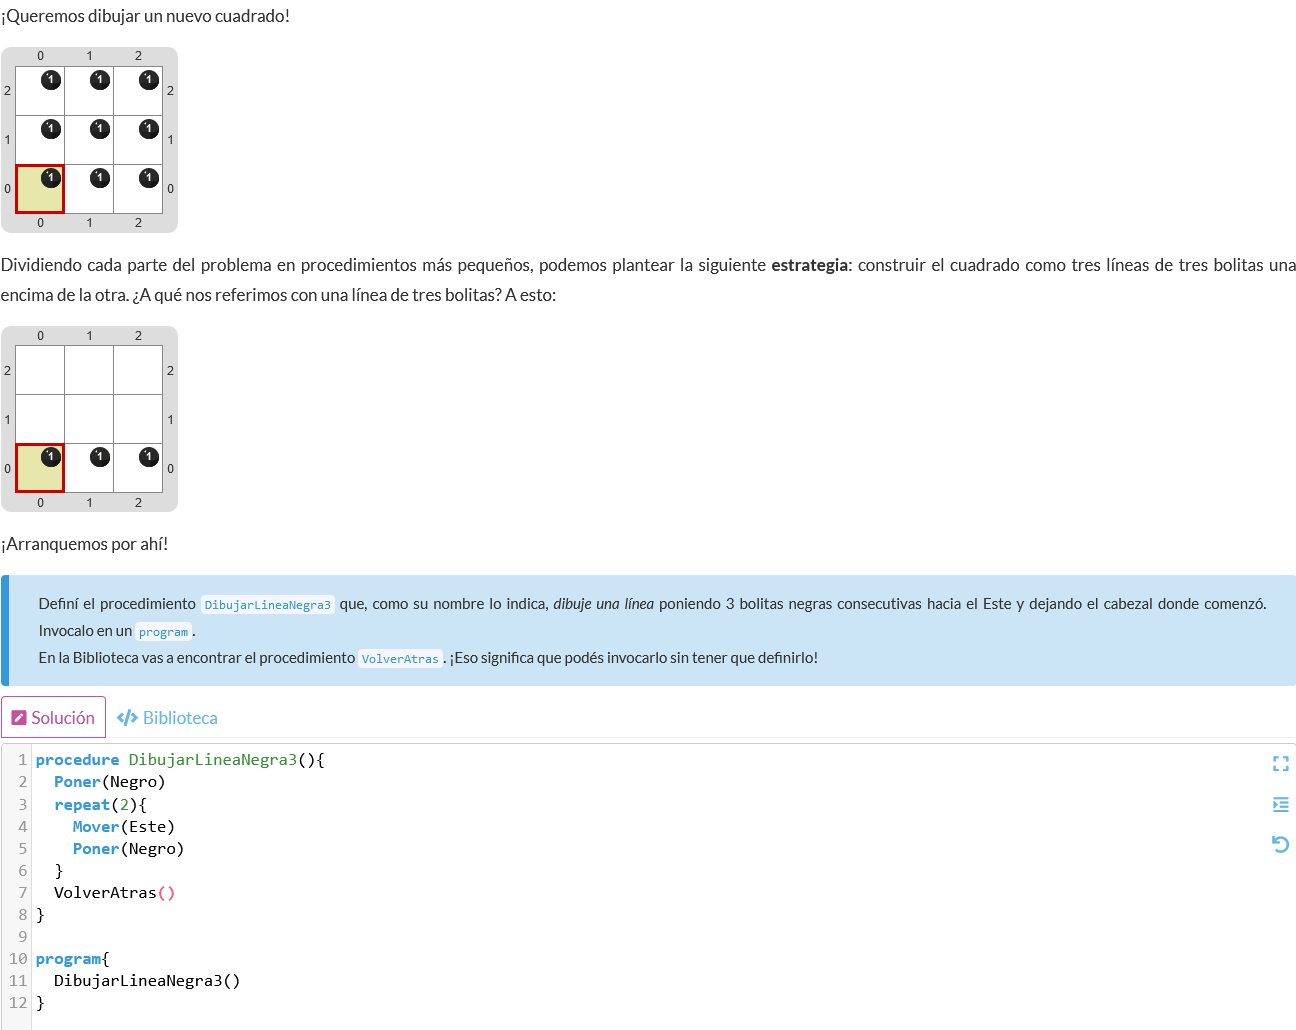 ¡Queremos dibujar un nuevo cuadrado!
0 1 2
2 1 1 1 2
1 1 1 1 1
0 1 1 1 0
0 1 2
Dividiendo cada parte del problema en procedimientos más pequeños, podemos plantear la siguiente estrategia: construir el cuadrado como tres líneas de tres bolitas una
encima de la otra. ¿A qué nos referimos con una línea de tres bolitas? A esto:
0 1 2
2 2
1 1
0 1 1 1 0
0 1 2
¡Arranquemos por ahí!
Definí el procedimiento DibujarLineaNegra3 que, como su nombre lo indica, dibuje una línea poniendo 3 bolitas negras consecutivas hacia el Este y dejando el cabezal donde comenzó.
Invocalo en un program.
En la Biblioteca vas a encontrar el procedimiento VolverAtras. ¡Eso significa que podés invocarlo sin tener que definirlo!
Solución </> Biblioteca
1 procedure DibujarLineaNegra3(){
2   Poner(Negro)
3   repeat(2){
4     Mover(Este)
5     Poner(Negro)
6   }
7   VolverAtras()
8 }
9
10 program{
11   DibujarLineaNegra3()
12 }